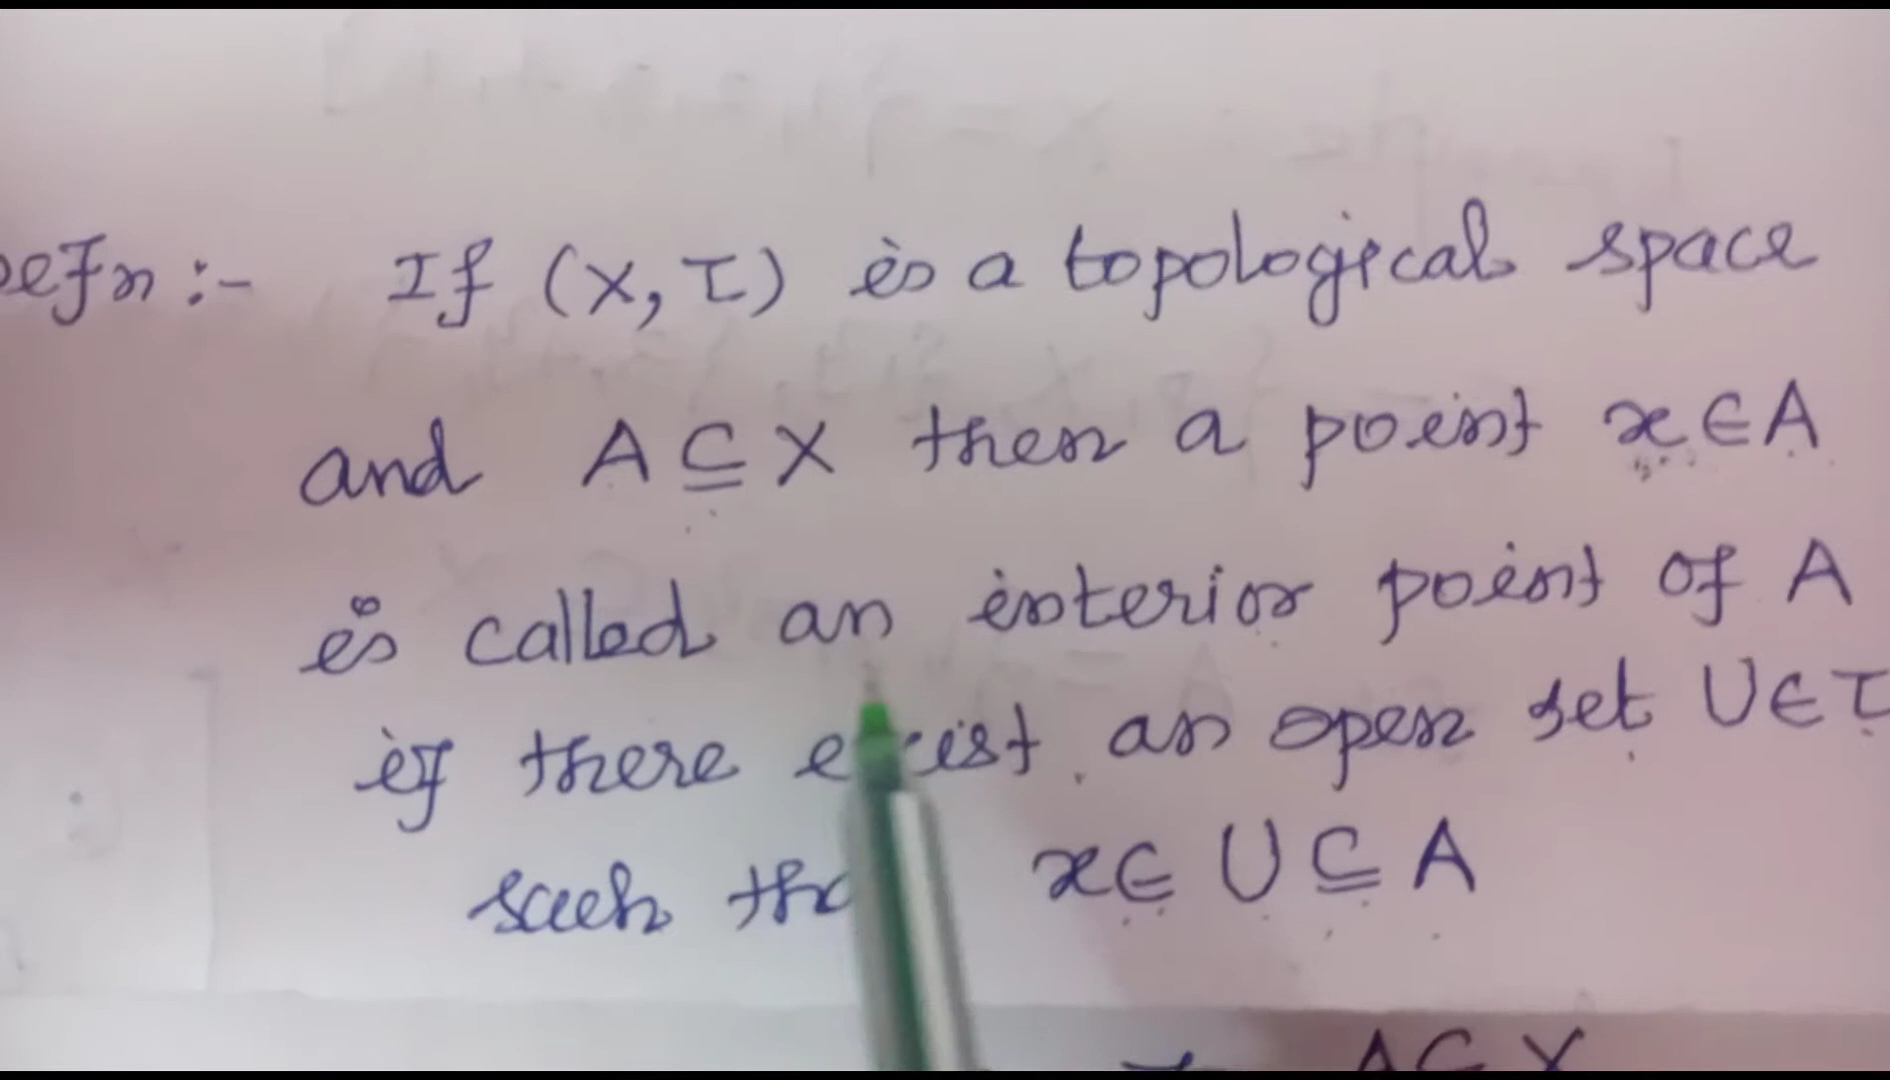 Defn :- If (X, τ) is a topological space
and A ⊆ X then a point x ∈ A
is called an interior point of A
if there exist an open set U ∈ τ
such x ∈ U ⊆ A
A ⊆ X